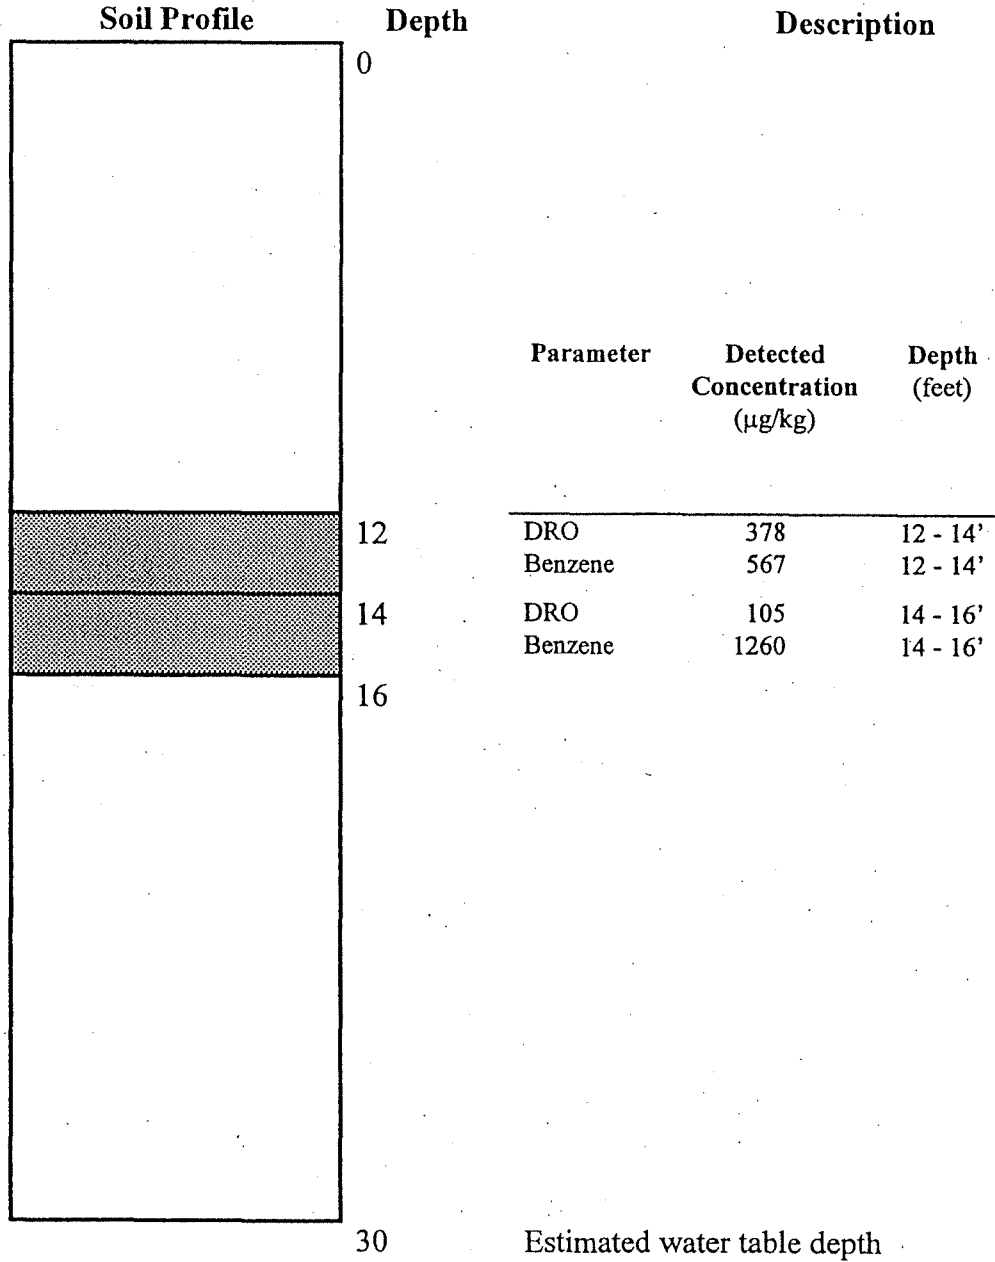 Soil Profile Depth Description
0
Parameter Detected Depth
Concentration (feet)
(µg/kg)
12 DRO 378 12 - 14'
Benzene 567 12 - 14'
14 DRO 105 14 - 16'
Benzene 1260 14 - 16'
16
30 Estimated water table depth